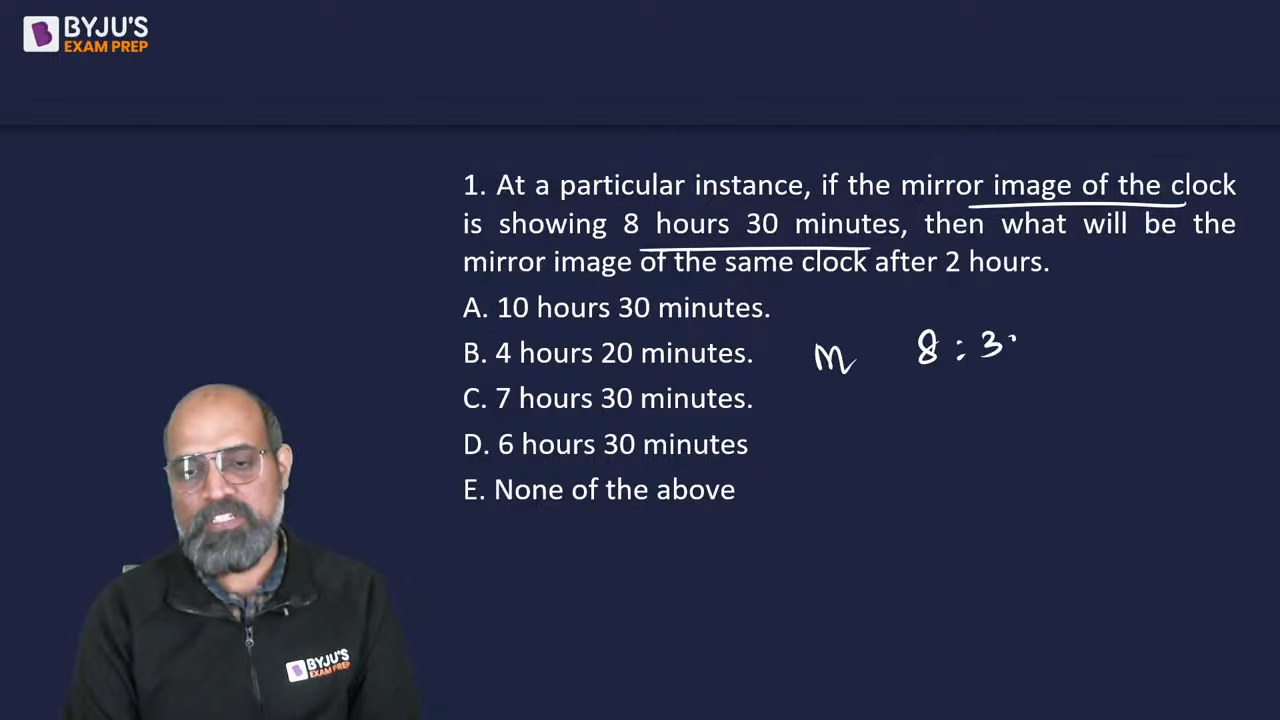 BYJU'S
EXAM PREP
1. At a particular instance, if the mirror image of the clock
is showing 8 hours 30 minutes, then what will be the
mirror image of the same clock after 2 hours.
A. 10 hours 30 minutes.
B. 4 hours 20 minutes.
C. 7 hours 30 minutes.
D. 6 hours 30 minutes
E. None of the above
m 8 : 3
BYJU'S
EXAM PREP